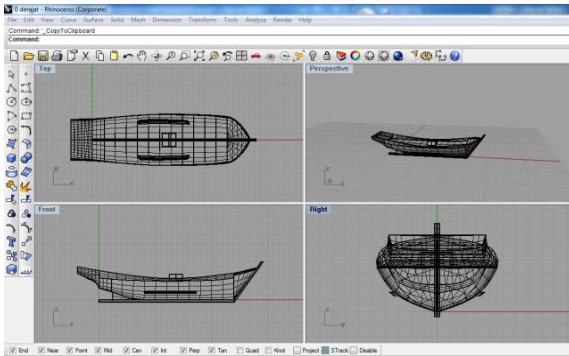 0 derajat - Rhinoceros (Corporate)
File Edit View Curve Surface Solid Mesh Dimension Transform Tools Analyze Render Help
Command: '_CopyToClipboard
Command:
Top
Perspective
y
x
z
y
x
Front
Right
z
x
z
y
End Near Point Mid Cen Int Perp Tan Quad Knot Project STrack Disable